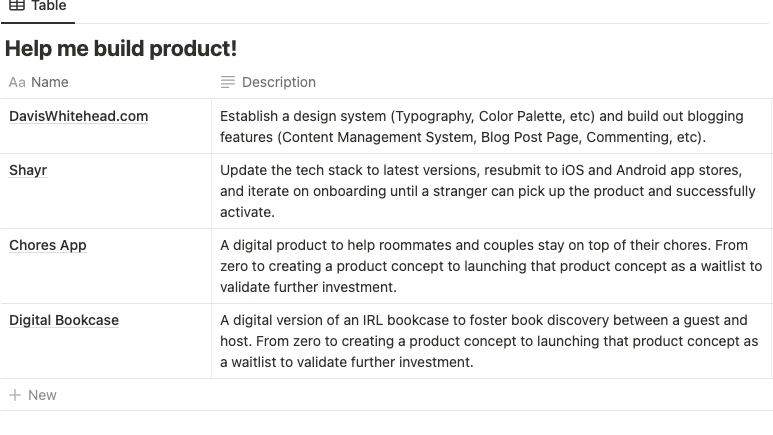 Table
Help me build product!
Aa Name
Description
DavisWhitehead.com
Establish a design system (Typography, Color Palette, etc) and build out blogging
features (Content Management System, Blog Post Page, Commenting, etc).
Shayr
Update the tech stack to latest versions, resubmit to iOS and Android app stores,
and iterate on onboarding until a stranger can pick up the product and successfully
activate.
Chores App
A digital product to help roommates and couples stay on top of their chores. From
zero to creating a product concept to launching that product concept as a waitlist to
validate further investment.
Digital Bookcase
A digital version of an IRL bookcase to foster book discovery between a guest and
host. From zero to creating a product concept to launching that product concept as
a waitlist to validate further investment.
New